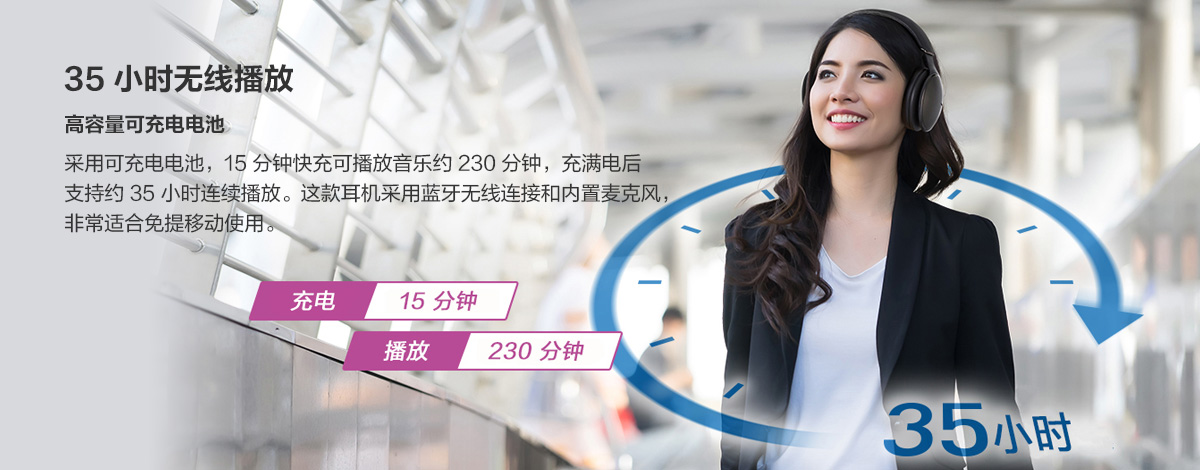 35 小时无线播放
高容量可充电电池
采用可充电电池，15 分钟快充可播放音乐约 230 分钟，充满电后
支持约 35 小时连续播放。这款耳机采用蓝牙无线连接和内置麦克风，
非常适合免提移动使用。
充电 15 分钟
播放 230 分钟
35小时